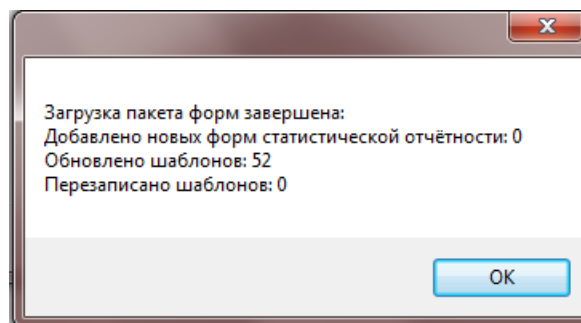 Загрузка пакета форм завершена:
Добавлено новых форм статистической отчётности: 0
Обновлено шаблонов: 52
Перезаписано шаблонов: 0
OK